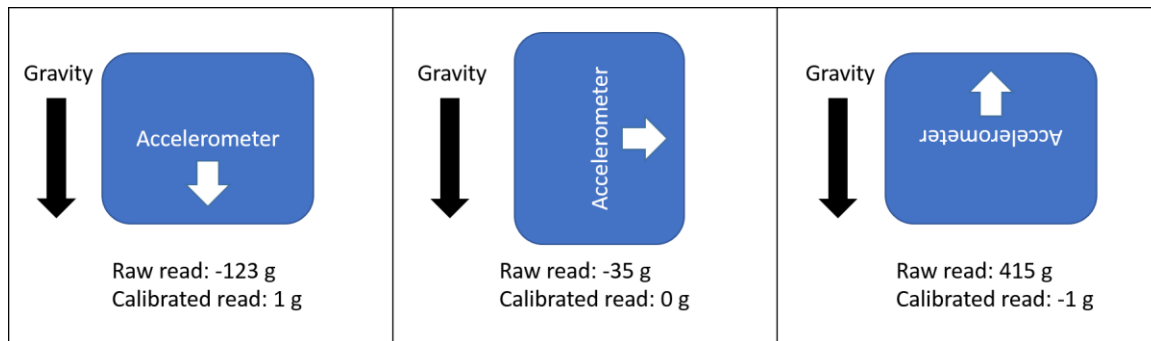 Gravity
Accelerometer
Raw read: -123 g
Calibrated read: 1 g
Gravity
Accelerometer
Raw read: -35 g
Calibrated read: 0 g
Gravity
Accelerometer
Raw read: 415 g
Calibrated read: -1 g